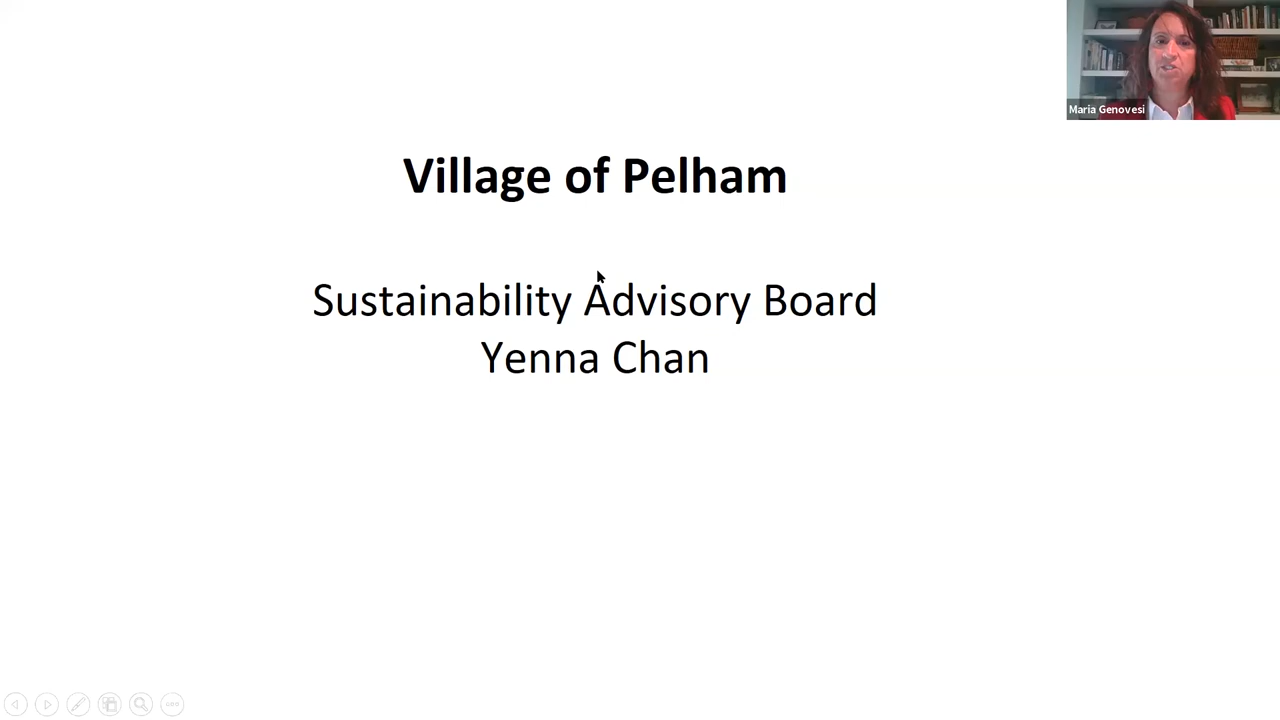 Maria Genovesi
Village of Pelham
Sustainability Advisory Board
Yenna Chan